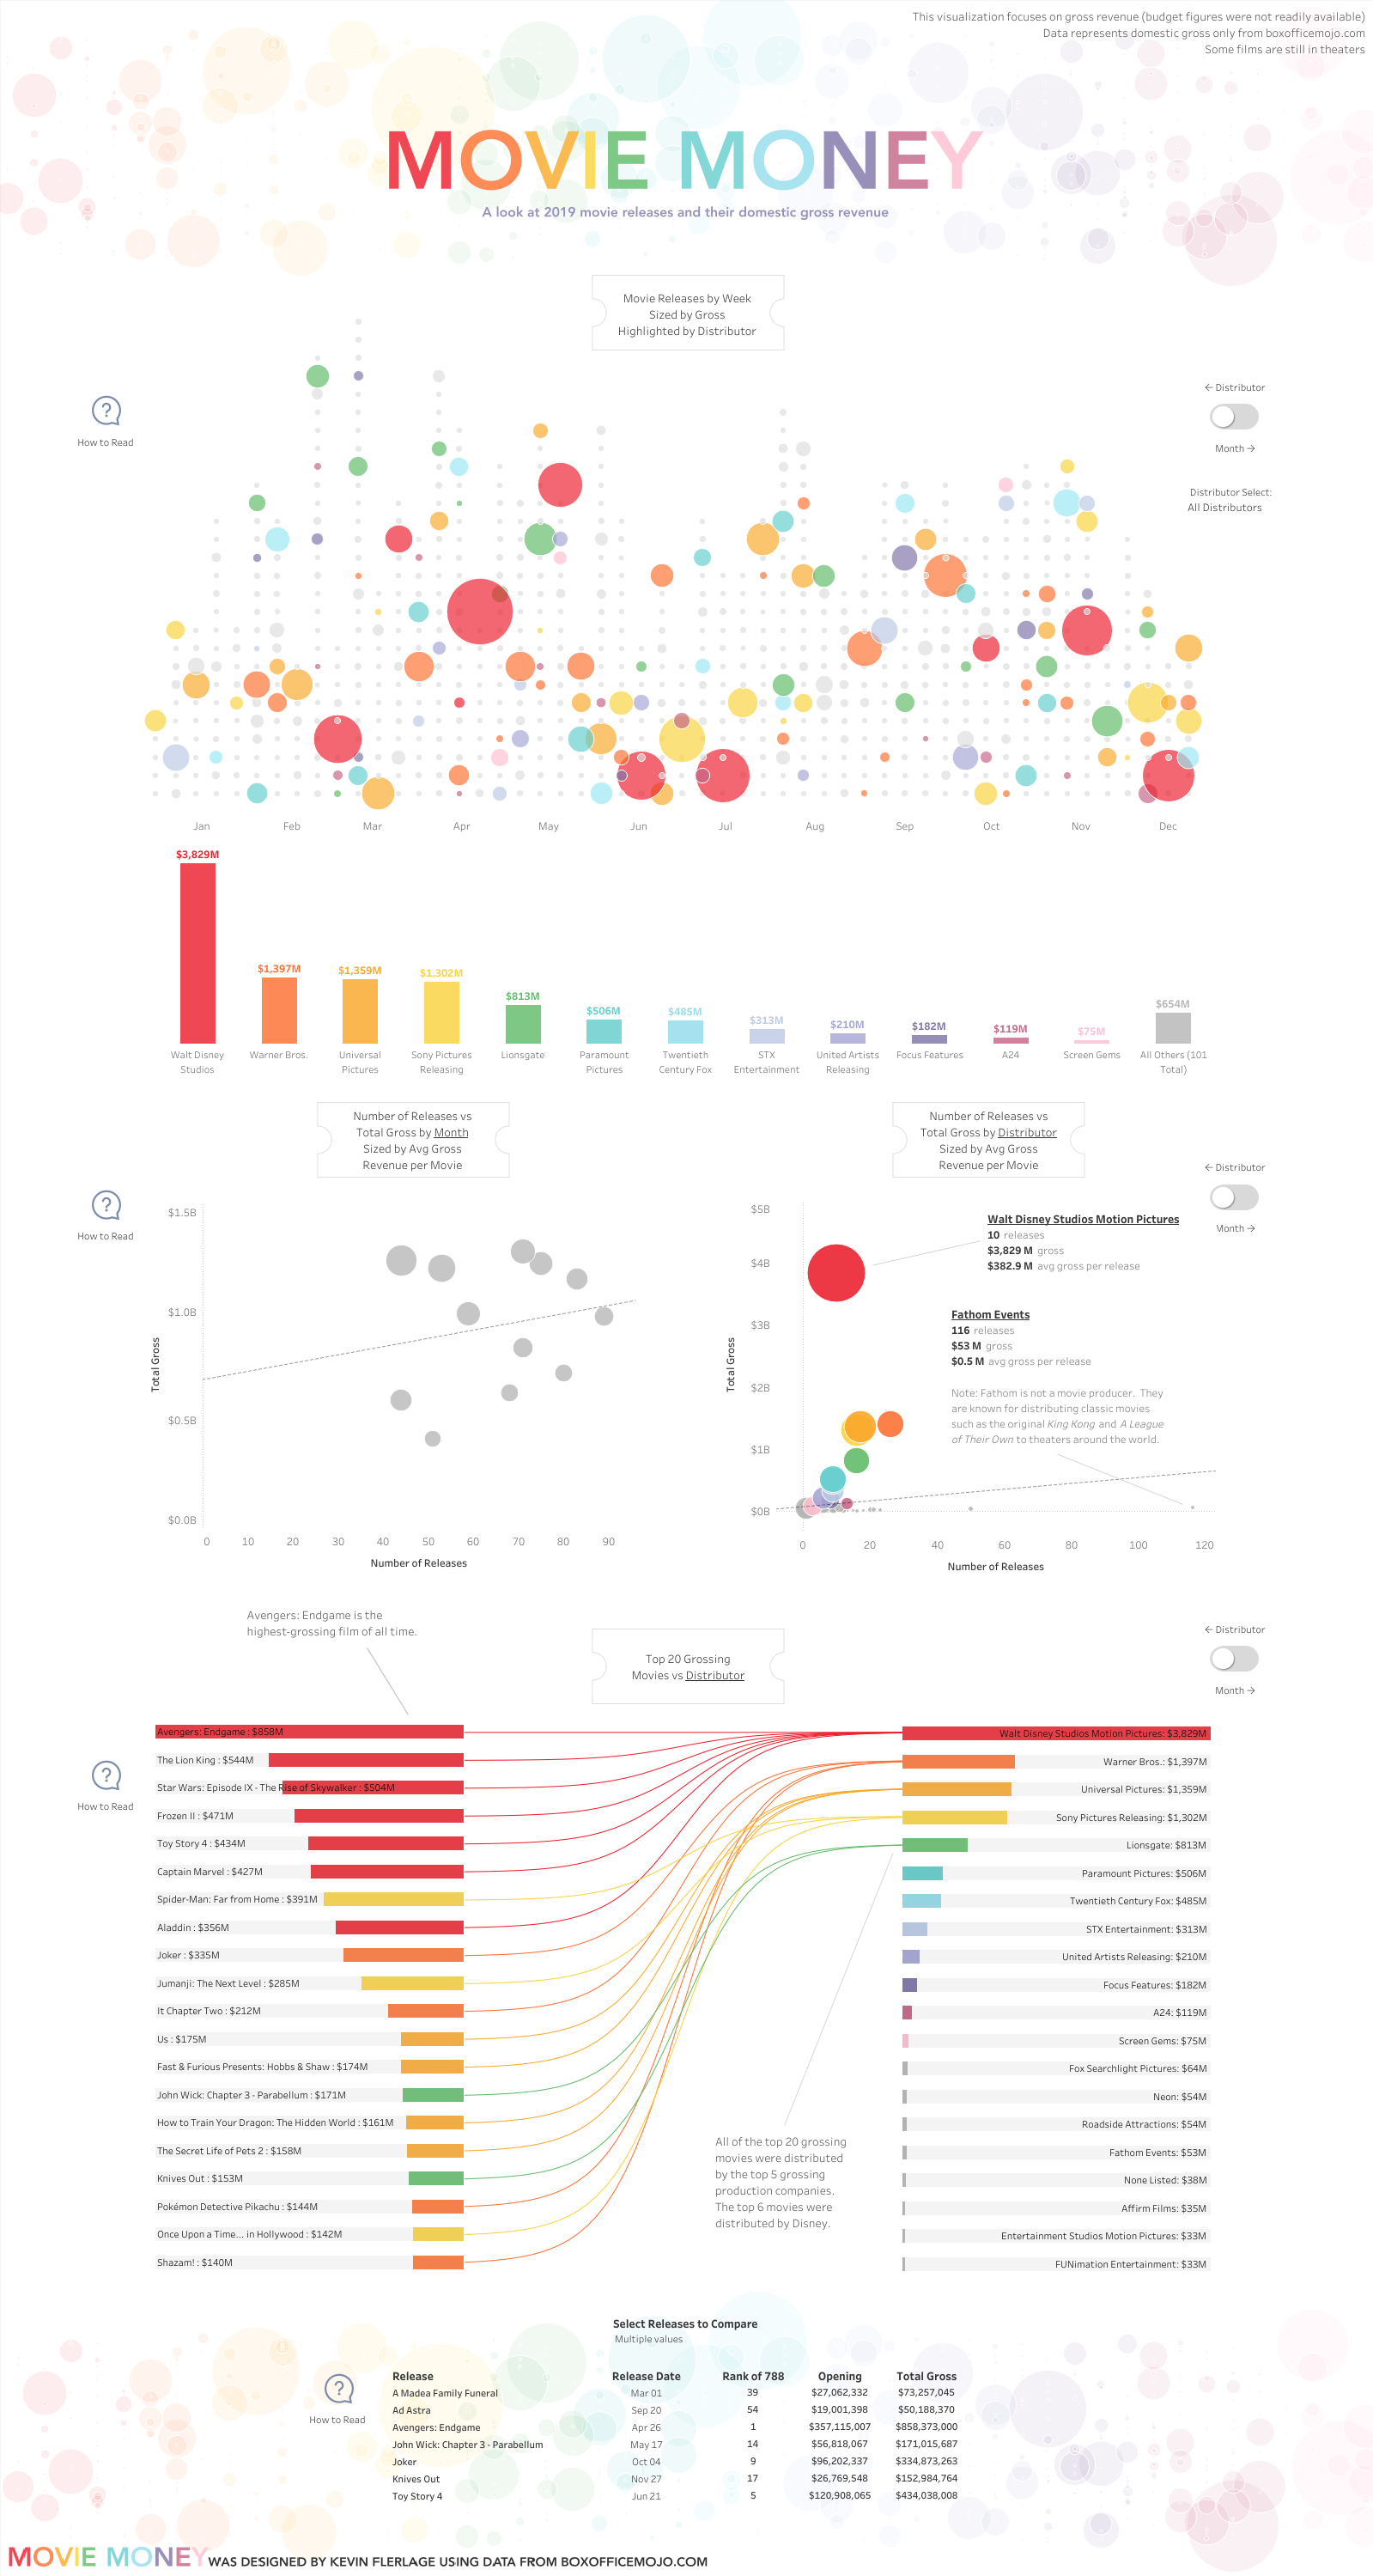 This visualization focuses on gross revenue (budget figures were not readily available)
Data represents domestic gross only from boxofficemojo.com
Some films are still in theaters
MOVIE MONEY
A look at 2019 movie releases and their domestic gross revenue
Movie Releases by Week
Sized by Gross
Highlighted by Distributor
?
How to Read
← Distributor
Month →
Distributor Select:
All Distributors
Jan Feb Mar Apr May Jun Jul Aug Sep Oct Nov Dec
$3,829M $1,397M $1,359M $1,302M $813M $506M $485M $313M $210M $182M $119M $75M $654M
Walt Disney Studios
Warner Bros.
Universal Pictures
Sony Pictures Releasing
Lionsgate
Paramount Pictures
Twentieth Century Fox
STX Entertainment
United Artists Releasing
Focus Features
A24
Screen Gems
All Others (101 Total)
Number of Releases vs
Total Gross by Month
Sized by Avg Gross
Revenue per Movie
Number of Releases vs
Total Gross by Distributor
Sized by Avg Gross
Revenue per Movie
← Distributor
Month →
?
How to Read
$1.5B
$1.0B
$0.5B
$0.0B
Total Gross
0 10 20 30 40 50 60 70 80 90
Number of Releases
$5B
$4B
$3B
$2B
$1B
$0B
Total Gross
0 20 40 60 80 100 120
Number of Releases
Walt Disney Studios Motion Pictures
10 releases
$3,829 M gross
$382.9 M avg gross per release
Fathom Events
116 releases
$53 M gross
$0.5 M avg gross per release
Note: Fathom is not a movie producer. They
are known for distributing classic movies
such as the original King Kong and A League
of Their Own to theaters around the world.
Avengers: Endgame is the
highest-grossing film of all time.
Top 20 Grossing
Movies vs Distributor
← Distributor
Month →
?
How to Read
Avengers: Endgame : $858M
The Lion King : $544M
Star Wars: Episode IX - The Rise of Skywalker : $504M
Frozen II : $471M
Toy Story 4 : $434M
Captain Marvel : $427M
Spider-Man: Far from Home : $391M
Aladdin : $356M
Joker : $335M
Jumanji: The Next Level : $285M
It Chapter Two : $212M
Us : $175M
Fast & Furious Presents: Hobbs & Shaw : $174M
John Wick: Chapter 3 - Parabellum : $171M
How to Train Your Dragon: The Hidden World : $161M
The Secret Life of Pets 2 : $158M
Knives Out : $153M
Pokémon Detective Pikachu : $144M
Once Upon a Time... in Hollywood : $142M
Shazam! : $140M
Walt Disney Studios Motion Pictures: $3,829M
Warner Bros.: $1,397M
Universal Pictures: $1,359M
Sony Pictures Releasing: $1,302M
Lionsgate: $813M
Paramount Pictures: $506M
Twentieth Century Fox: $485M
STX Entertainment: $313M
United Artists Releasing: $210M
Focus Features: $182M
A24: $119M
Screen Gems: $75M
Fox Searchlight Pictures: $64M
Neon: $54M
Roadside Attractions: $54M
Fathom Events: $53M
None Listed: $38M
Affirm Films: $35M
Entertainment Studios Motion Pictures: $33M
FUNimation Entertainment: $33M
All of the top 20 grossing
movies were distributed
by the top 5 grossing
production companies.
The top 6 movies were
distributed by Disney.
Select Releases to Compare
Multiple values
?
How to Read
Release Release Date Rank of 788 Opening Total Gross
A Madea Family Funeral Mar 01 39 $27,062,332 $73,257,045
Ad Astra Sep 20 54 $19,001,398 $50,188,370
Avengers: Endgame Apr 26 1 $357,115,007 $858,373,000
John Wick: Chapter 3 - Parabellum May 17 14 $56,818,067 $171,015,687
Joker Oct 04 9 $96,202,337 $334,873,263
Knives Out Nov 27 17 $26,769,548 $152,984,764
Toy Story 4 Jun 21 5 $120,908,065 $434,038,008
MOVIE MONEY WAS DESIGNED BY KEVIN FLERLAGE USING DATA FROM BOXOFFICEMOJO.COM